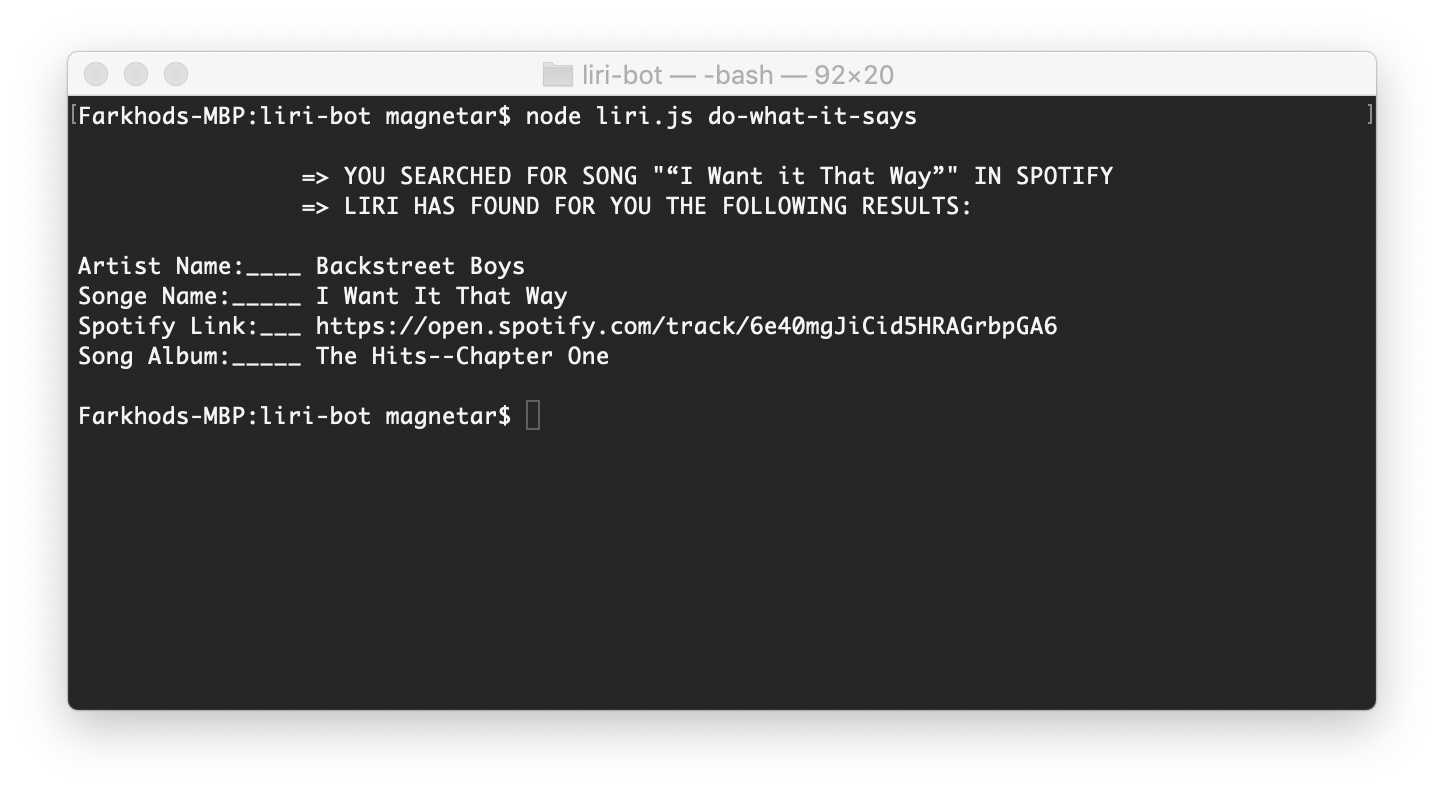 liri-bot — -bash — 92×20
[Farkhods-MBP:liri-bot magnetar$ node liri.js do-what-it-says ]
=> YOU SEARCHED FOR SONG "“I Want it That Way”" IN SPOTIFY
=> LIRI HAS FOUND FOR YOU THE FOLLOWING RESULTS:
Artist Name:____ Backstreet Boys
Songe Name:_____ I Want It That Way
Spotify Link:___ https://open.spotify.com/track/6e40mgJiCid5HRAGrbpGA6
Song Album:_____ The Hits--Chapter One
Farkhods-MBP:liri-bot magnetar$